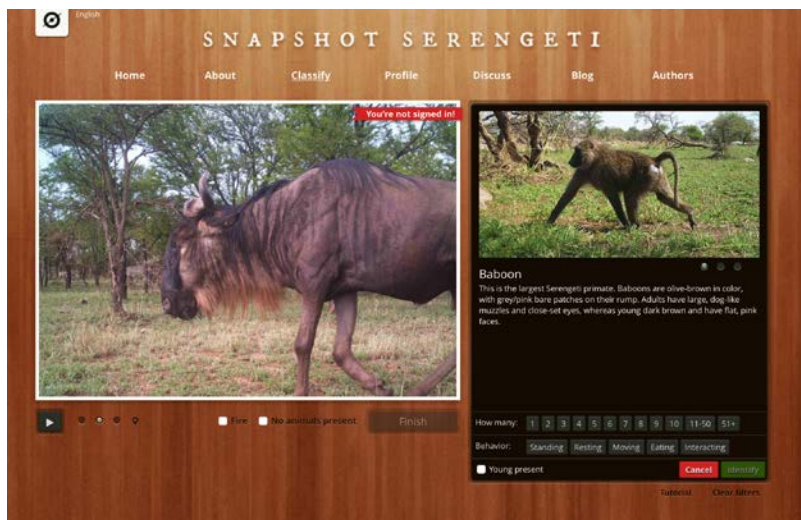 English
SNAPSHOT SERENGETI
Home About Classify Profile Discuss Blog Authors
You're not signed in!
Baboon
This is the largest Serengeti primate. Baboons are olive-brown in color,
with grey/pink bare patches on their rump. Adults have large, dog-like
muzzles and close-set eyes, whereas young dark brown and have flat, pink
faces.
Fire No animals present Finish
How many: 1 2 3 4 5 6 7 8 9 10 11-50 51+
Behavior: Standing Resting Moving Eating Interacting
Young present Cancel Identify
Tutorial Clear filters